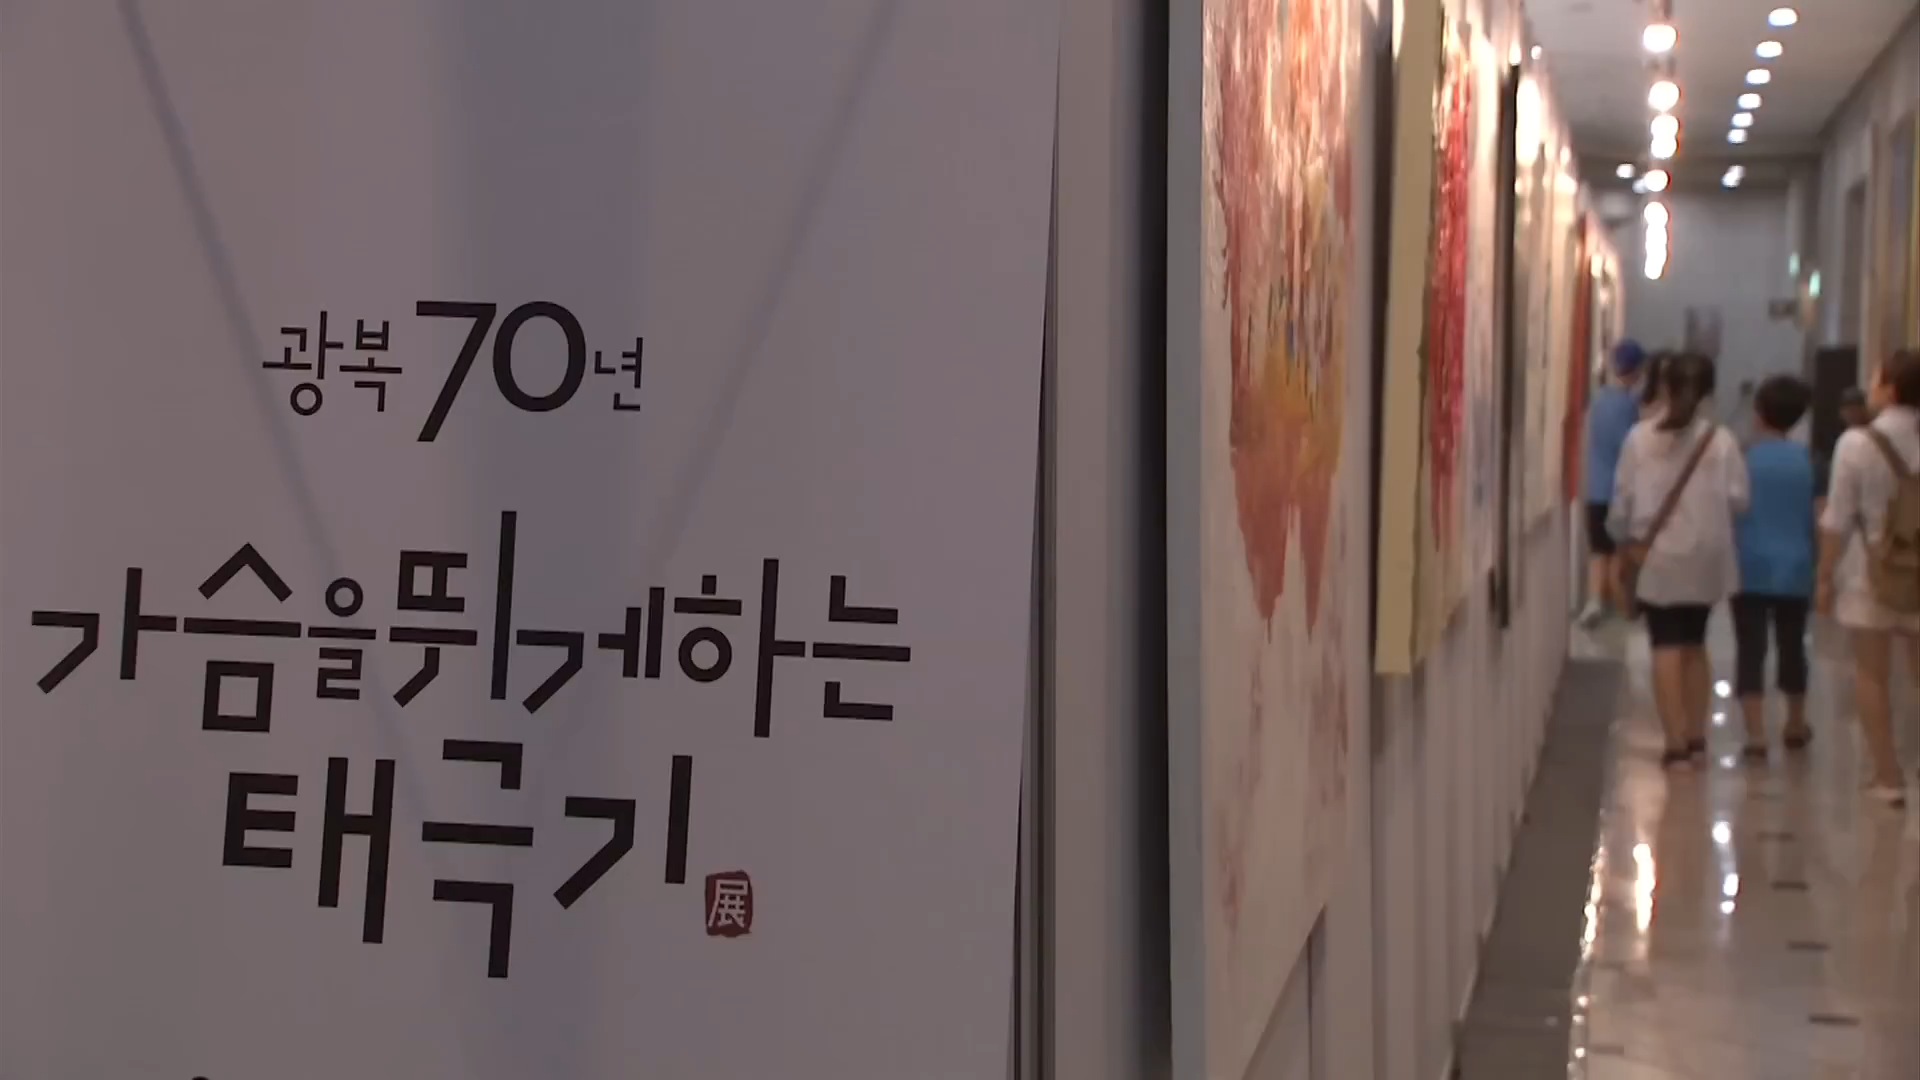 광복 70년
가슴을 뛰게하는
태극기 展